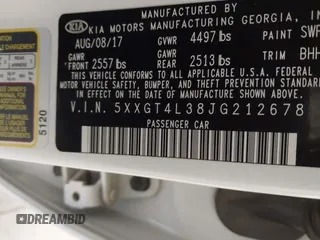 MANUFACTURED BY
KIA KIA MOTORS MANUFACTURING GEORGIA, IN
AUG/08/17 GVWR 4497 lbs PAINT SWP
GAWR GAWR TRIM BHH
FRONT 2557 lbs REAR 2513 lbs
THIS VEHICLE CONFORMS TO ALL APPLICABLE
FEDERAL MOTOR VEHICLE SAFETY, BUMPER, AND
THEFT PREVENTION STANDARDS IN EFFECT ON
THE DATE OF MANUFACTURE SHOWN ABOVE.
V.I.N. 5XXGT4L38JG212678
PASSENGER CAR
5120
DREAMBID